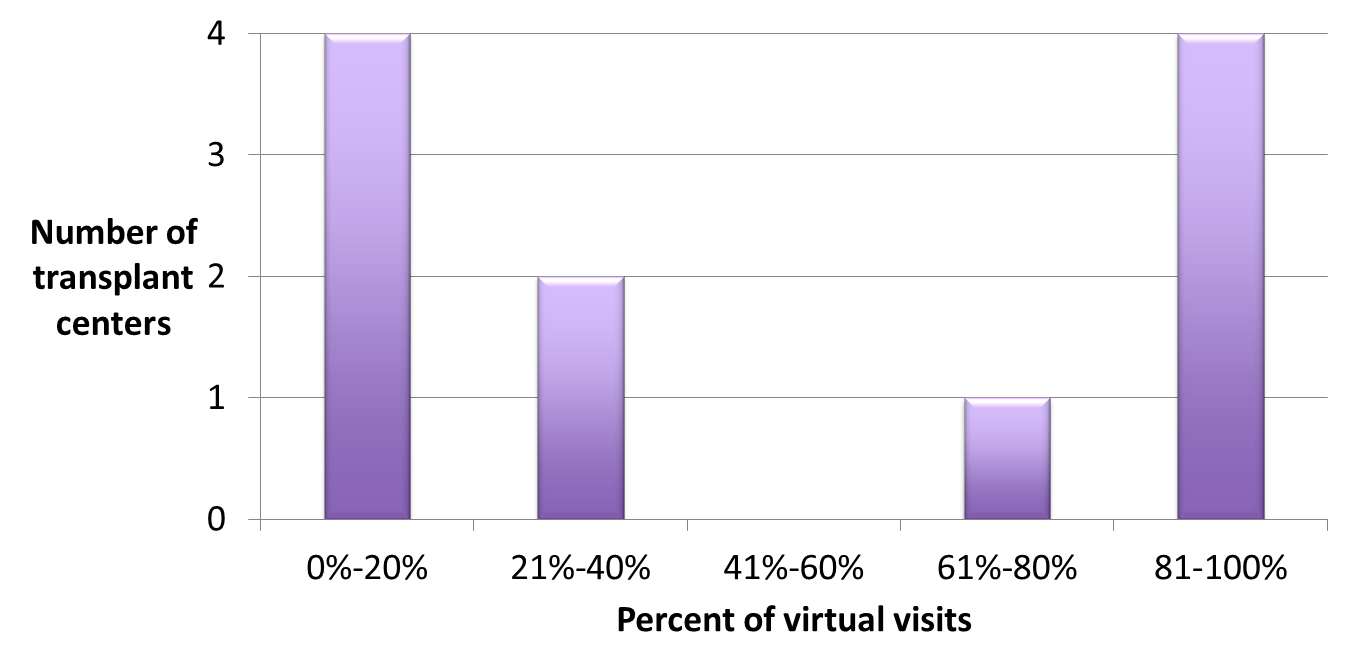 4
3
Number of
transplant
centers
2
1
0
0%-20%
21%-40%
41%-60%
61%-80%
81-100%
Percent of virtual visits